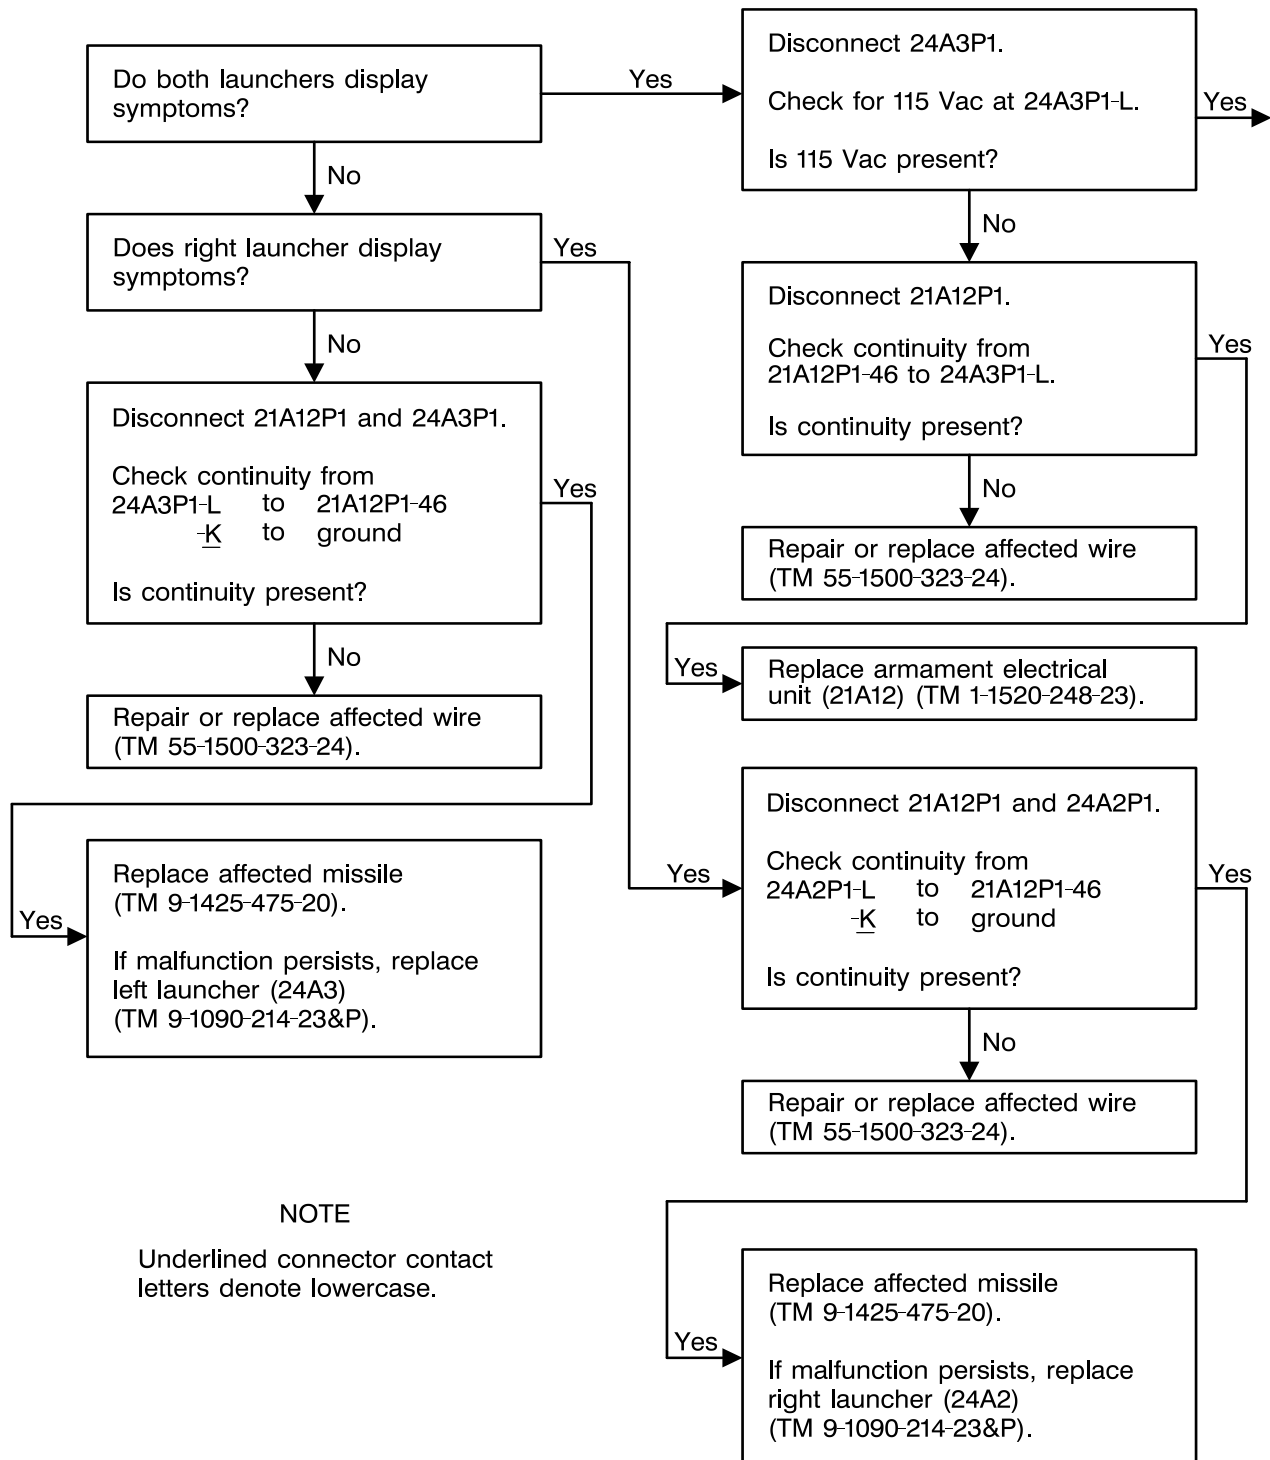 Do both launchers display
symptoms?
Yes
Disconnect 24A3P1.
Check for 115 Vac at 24A3P1-L.
Is 115 Vac present?
Yes
No
No
Does right launcher display
symptoms?
Yes
Disconnect 21A12P1.
Check continuity from
21A12P1-46 to 24A3P1-L.
Is continuity present?
Yes
No
No
Disconnect 21A12P1 and 24A3P1.
Check continuity from
24A3P1-L to 21A12P1-46
-K to ground
Is continuity present?
Yes
Repair or replace affected wire
(TM 55-1500-323-24).
No
Yes
Replace armament electrical
unit (21A12) (TM 1-1520-248-23).
Repair or replace affected wire
(TM 55-1500-323-24).
Disconnect 21A12P1 and 24A2P1.
Check continuity from
24A2P1-L to 21A12P1-46
-K to ground
Is continuity present?
Yes
Yes
Yes
Replace affected missile
(TM 9-1425-475-20).
If malfunction persists, replace
left launcher (24A3)
(TM 9-1090-214-23&P).
No
Repair or replace affected wire
(TM 55-1500-323-24).
NOTE
Underlined connector contact
letters denote lowercase.
Yes
Replace affected missile
(TM 9-1425-475-20).
If malfunction persists, replace
right launcher (24A2)
(TM 9-1090-214-23&P).